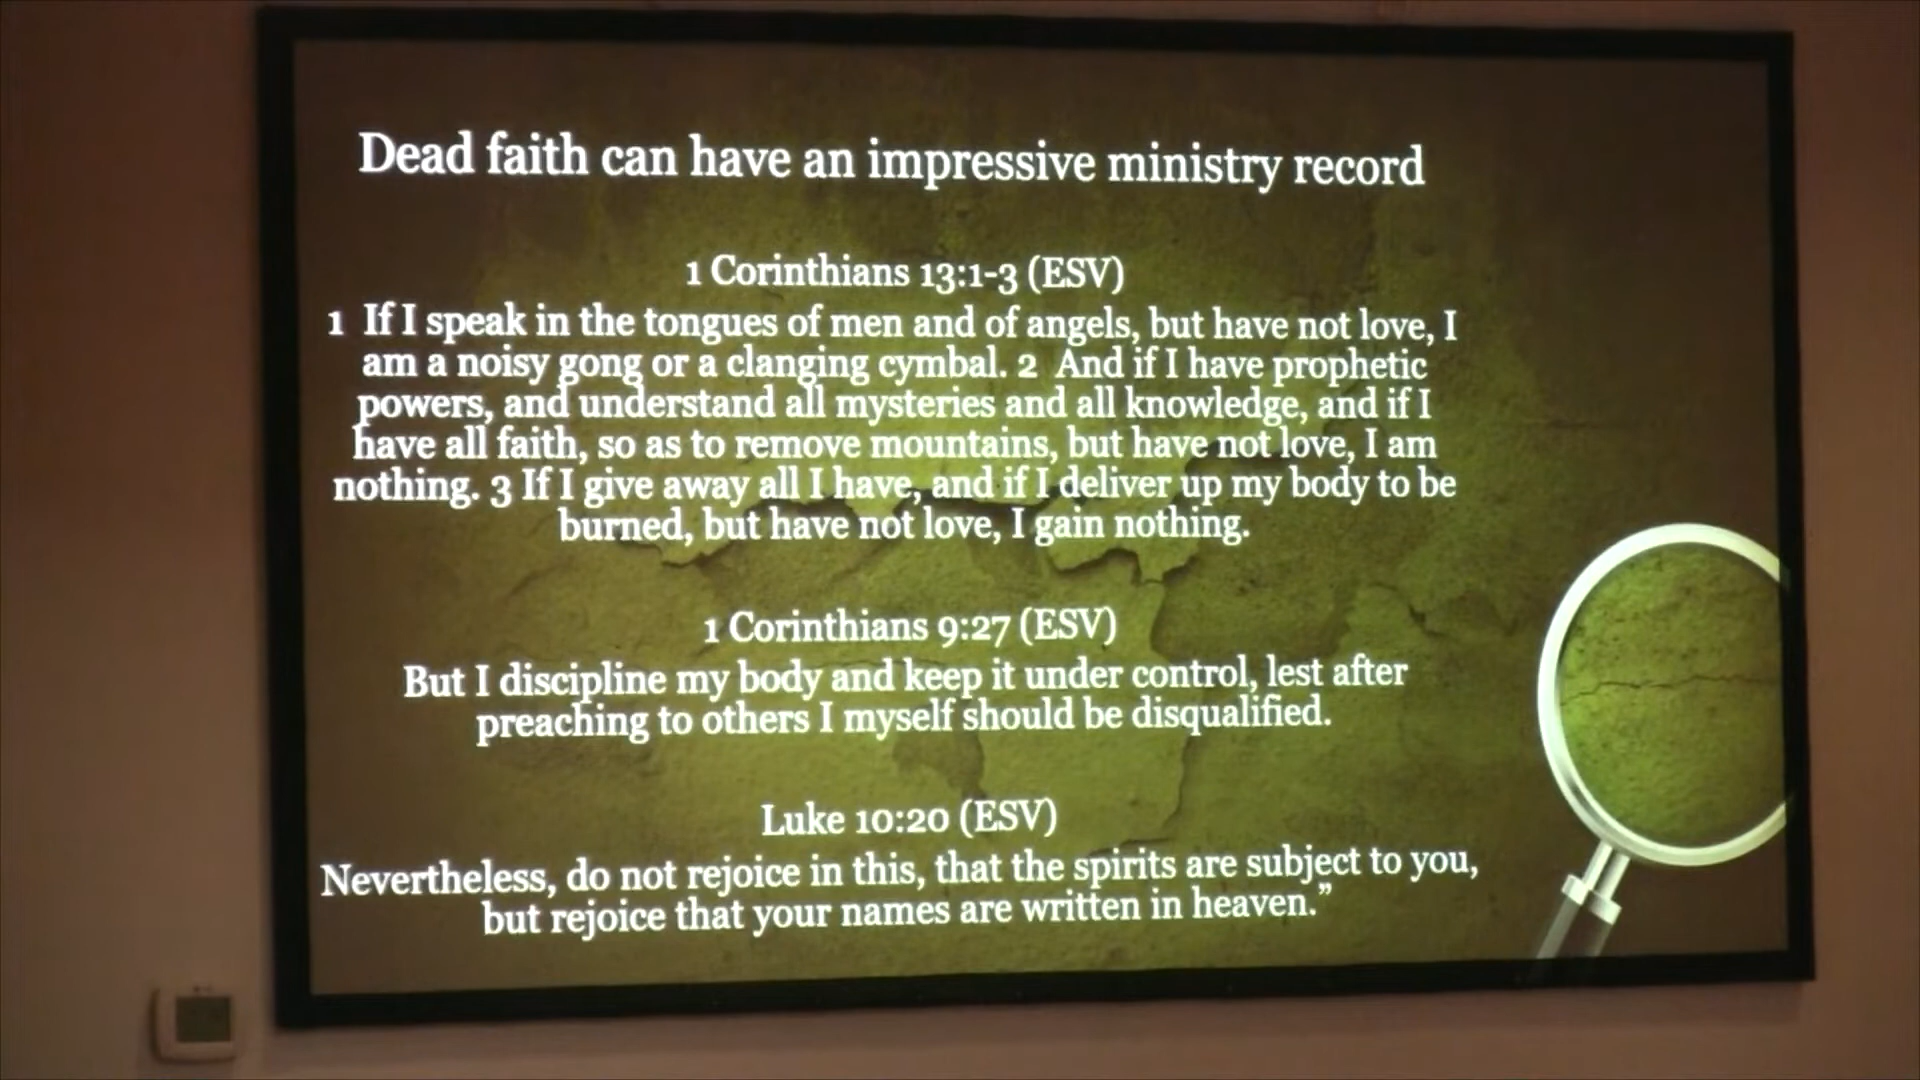 Dead faith can have an impressive ministry record
1 Corinthians 13:1-3 (ESV)
1 If I speak in the tongues of men and of angels, but have not love, I
am a noisy gong or a clanging cymbal. 2 And if I have prophetic
powers, and understand all mysteries and all knowledge, and if I
have all faith, so as to remove mountains, but have not love, I am
nothing. 3 If I give away all I have, and if I deliver up my body to be
burned, but have not love, I gain nothing.
1 Corinthians 9:27 (ESV)
But I discipline my body and keep it under control, lest after
preaching to others I myself should be disqualified.
Luke 10:20 (ESV)
Nevertheless, do not rejoice in this, that the spirits are subject to you,
but rejoice that your names are written in heaven.”